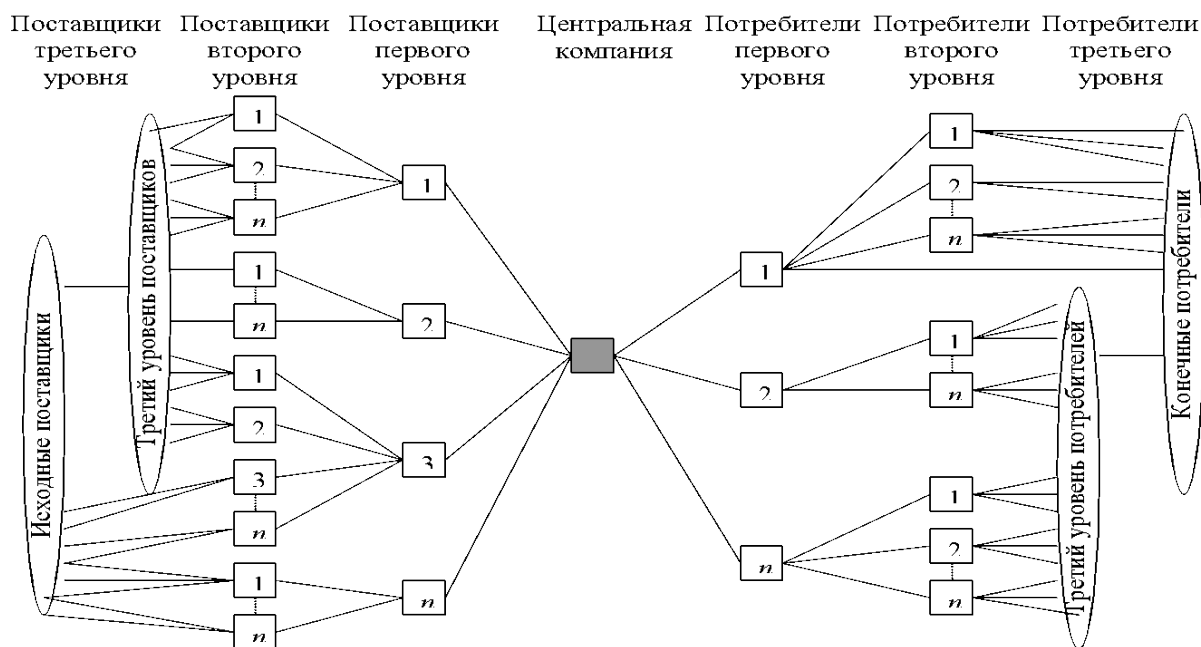 Поставщики третьего уровня
Поставщики второго уровня
Поставщики первого уровня
Центральная компания
Потребители первого уровня
Потребители второго уровня
Потребители третьего уровня
Исходные поставщики
Третий уровень поставщиков
1
2
n
1
n
1
2
3
n
1
n
1
2
3
n
1
2
n
1
2
n
1
n
1
2
n
Третий уровень потребителей
Конечные потребители